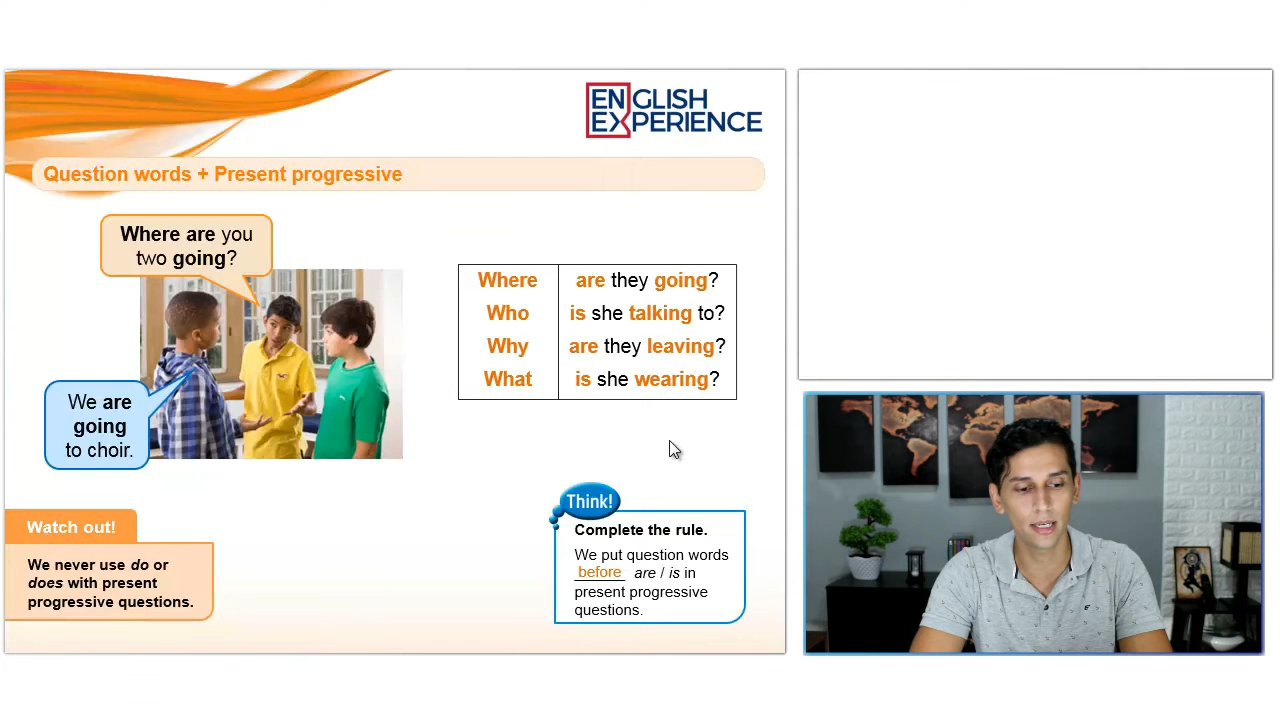 ENGLISH
EXPERIENCE
Question words + Present progressive
Where are you
two going?
We are
going
to choir.
Where are they going?
Who is she talking to?
Why are they leaving?
What is she wearing?
Watch out!
We never use do or
does with present
progressive questions.
Think!
Complete the rule.
We put question words
before are / is in
present progressive
questions.